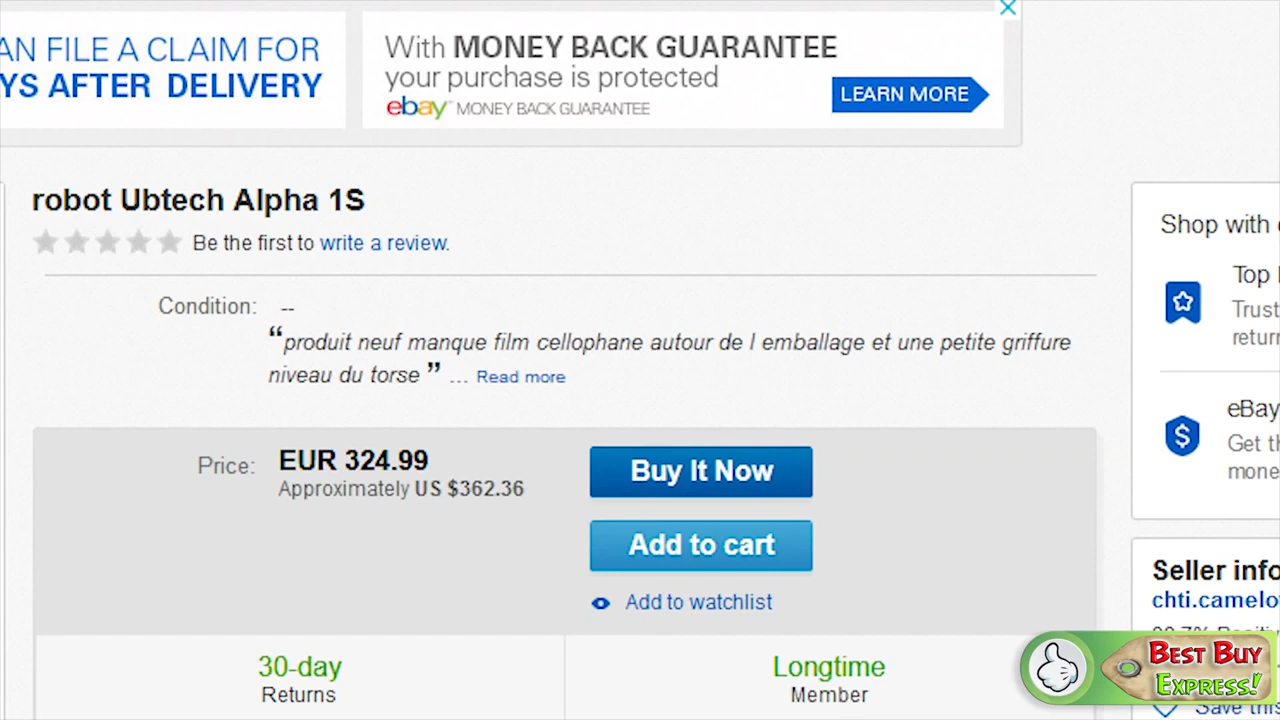 AN FILE A CLAIM FOR
YS AFTER DELIVERY
With MONEY BACK GUARANTEE
your purchase is protected
ebay MONEY BACK GUARANTEE
LEARN MORE
robot Ubtech Alpha 1S
Be the first to write a review.
Condition: --
“produit neuf manque film cellophane autour de l emballage et une petite griffure
niveau du torse ” ... Read more
Price: EUR 324.99
Approximately US $362.36
Buy It Now
Add to cart
Add to watchlist
30-day
Returns
Longtime
Member
Shop with
Top
Trust
return
eBay
Get th
mone
Seller info
chti.camelo
BEST BUY
EXPRESS!
Save this